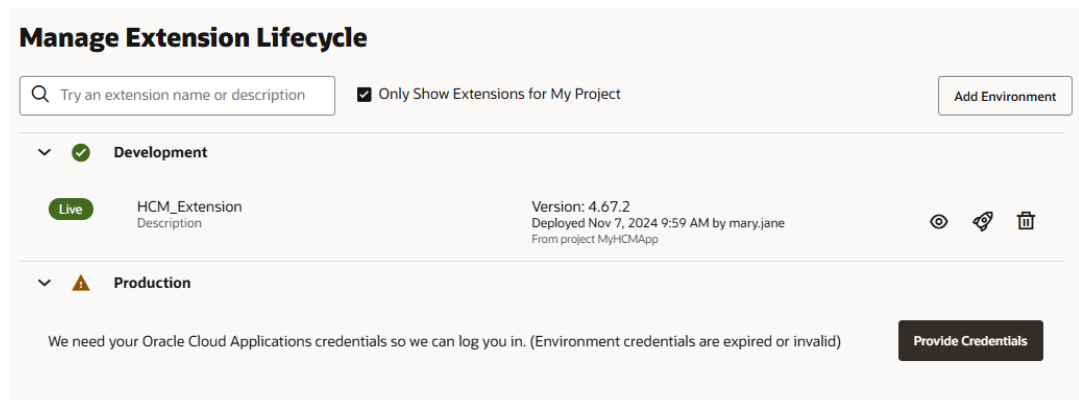 Manage Extension Lifecycle
Try an extension name or description
Only Show Extensions for My Project
Add Environment
Development
Live
HCM_Extension
Description
Version: 4.67.2
Deployed Nov 7, 2024 9:59 AM by mary.jane
From project MyHCMApp
Production
We need your Oracle Cloud Applications credentials so we can log you in. (Environment credentials are expired or invalid)
Provide Credentials